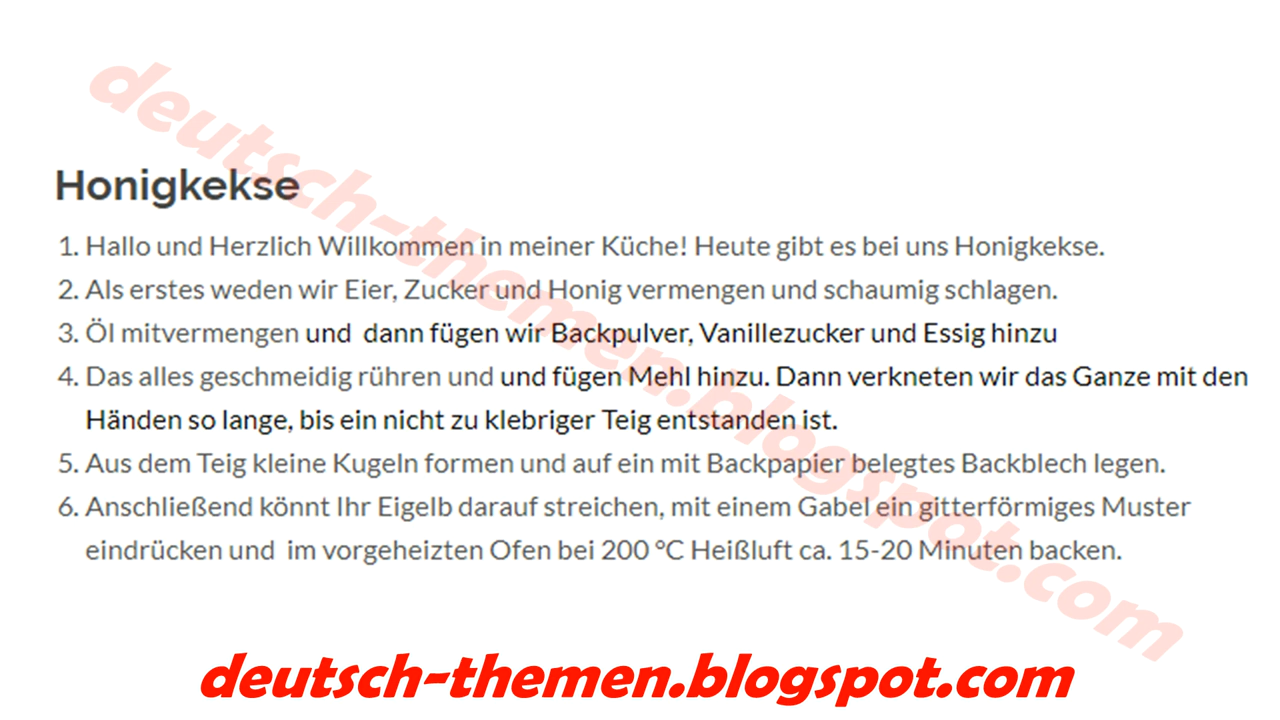 deutsch-themen.blogspot.com
Honigkekse
1. Hallo und Herzlich Willkommen in meiner Küche! Heute gibt es bei uns Honigkekse.
2. Als erstes weden wir Eier, Zucker und Honig vermengen und schaumig schlagen.
3. Öl mitvermengen und  dann fügen wir Backpulver, Vanillezucker und Essig hinzu
4. Das alles geschmeidig rühren und und fügen Mehl hinzu. Dann verkneten wir das Ganze mit den
Händen so lange, bis ein nicht zu klebriger Teig entstanden ist.
5. Aus dem Teig kleine Kugeln formen und auf ein mit Backpapier belegtes Backblech legen.
6. Anschließend könnt Ihr Eigelb darauf streichen, mit einem Gabel ein gitterförmiges Muster
eindrücken und  im vorgeheizten Ofen bei 200 °C Heißluft ca. 15-20 Minuten backen.
deutsch-themen.blogspot.com